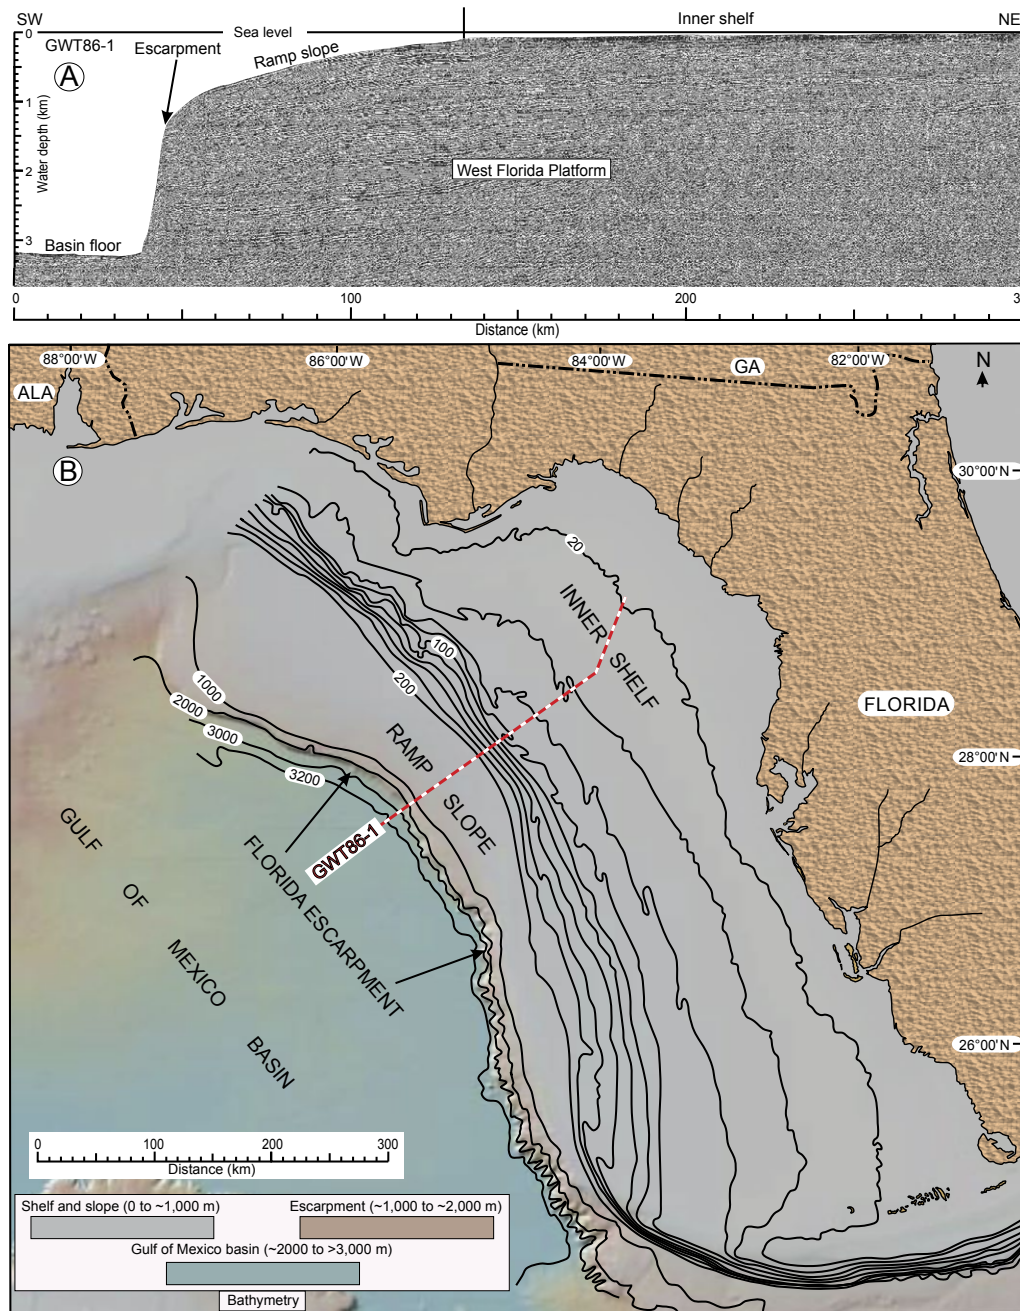 SW
Inner shelf
NE
0
GWT86-1
Escarpment
Sea level
Ramp slope
A
1
Water depth (km)
2
West Florida Platform
3
Basin floor
0
100
200
3
Distance (km)
88°00'W
86°00'W
84°00'W
82°00'W
N
ALA
GA
B
30°00'N
20
INNER
SHELF
100
200
1000
2000
3000
3200
RAMP
SLOPE
FLORIDA
28°00'N
GWT86-1
FLORIDA ESCARPMENT
GULF
OF
MEXICO
BASIN
26°00'N
0
100
200
300
Distance (km)
Shelf and slope (0 to ~1,000 m)
Escarpment (~1,000 to ~2,000 m)
Gulf of Mexico basin (~2000 to >3,000 m)
Bathymetry